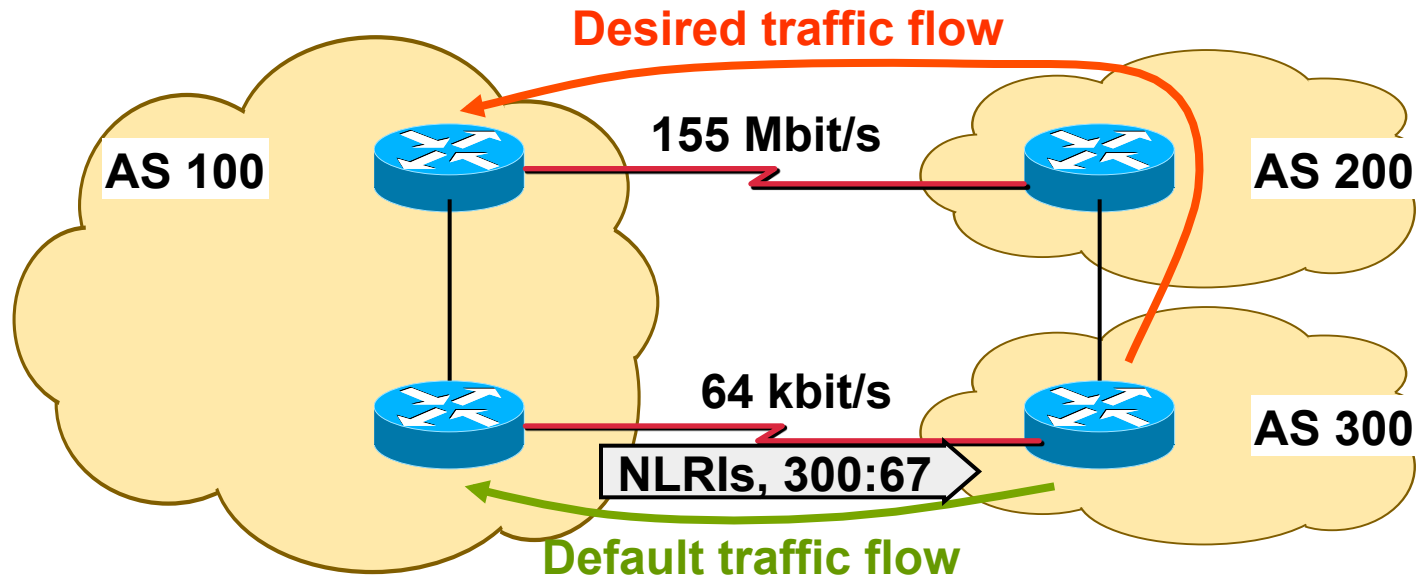 Desired traffic flow
155 Mbit/s
AS 100
AS 200
64 kbit/s
AS 300
NLRIs, 300:67
Default traffic flow